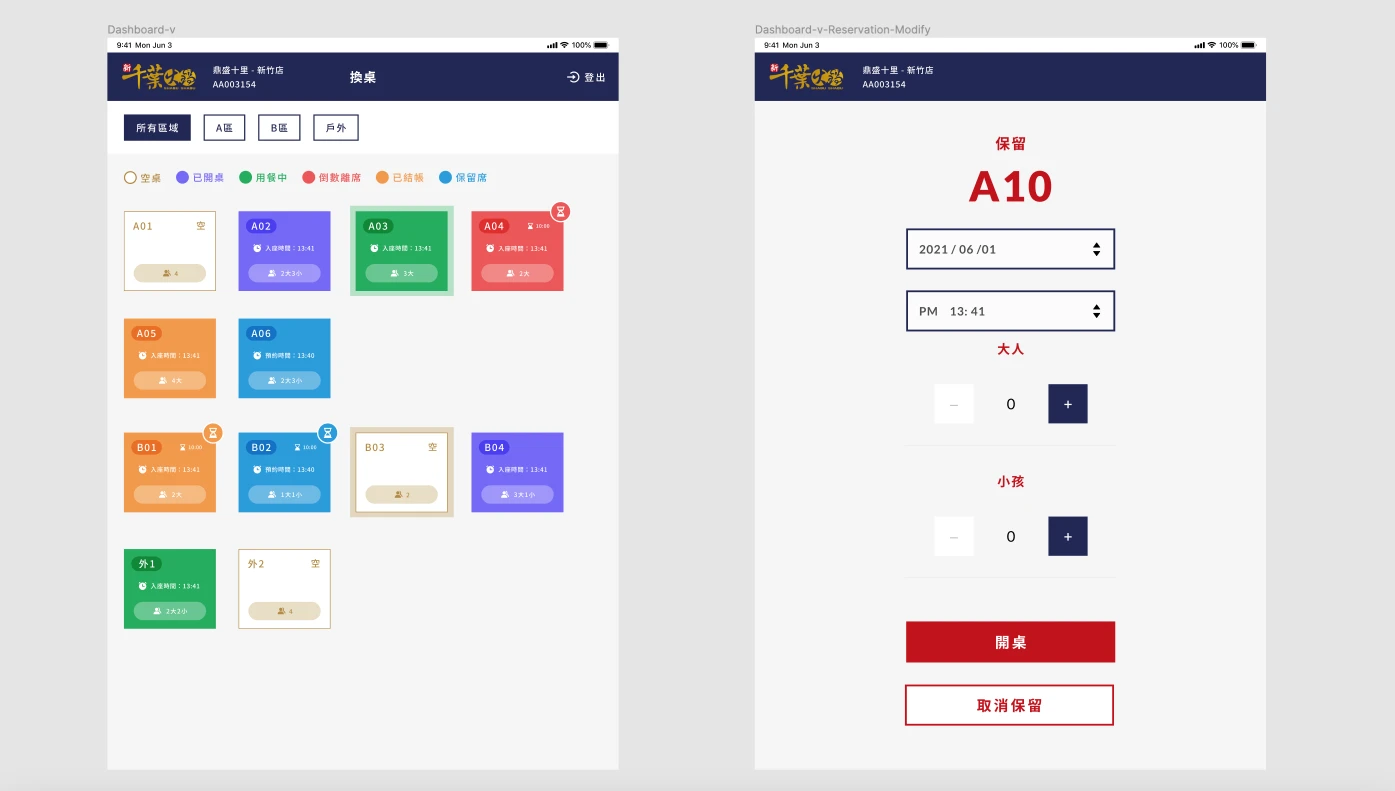 Dashboard-v
9:41 Mon Jun 3
100%
新
千葉火鍋
SHABU SHABU
鼎盛十里 - 新竹店
AA003154
換桌
登出
所有區域
A區
B區
戶外
空桌
已開桌
用餐中
倒數離席
已結帳
保留席
A01
空
4
A02
入座時間:13:41
2大3小
A03
入座時間:13:41
3大
A04
10:00
入座時間:13:41
2大
A05
入座時間:13:41
4大
A06
預約時間:13:40
2大3小
B01
10:00
入座時間:13:41
2大
B02
10:00
預約時間:13:40
1大1小
B03
空
2
B04
入座時間:13:41
3大1小
外1
入座時間:13:41
2大2小
外2
空
4
Dashboard-v-Reservation-Modify
9:41 Mon Jun 3
100%
新
千葉火鍋
SHABU SHABU
鼎盛十里 - 新竹店
AA003154
保留
A10
2021 / 06 /01
PM 13: 41
大人
– 0 +
小孩
– 0 +
開桌
取消保留